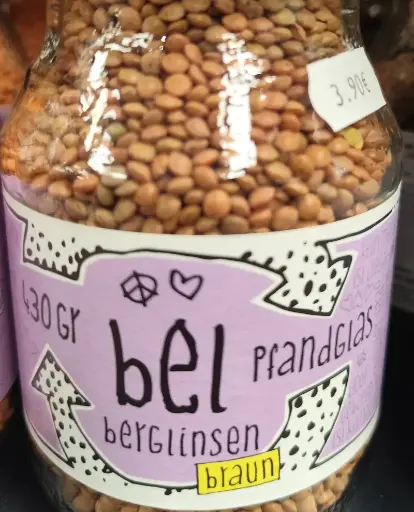 3.90€
430 Gr
bel
Pfandglas
berglinsen
braun